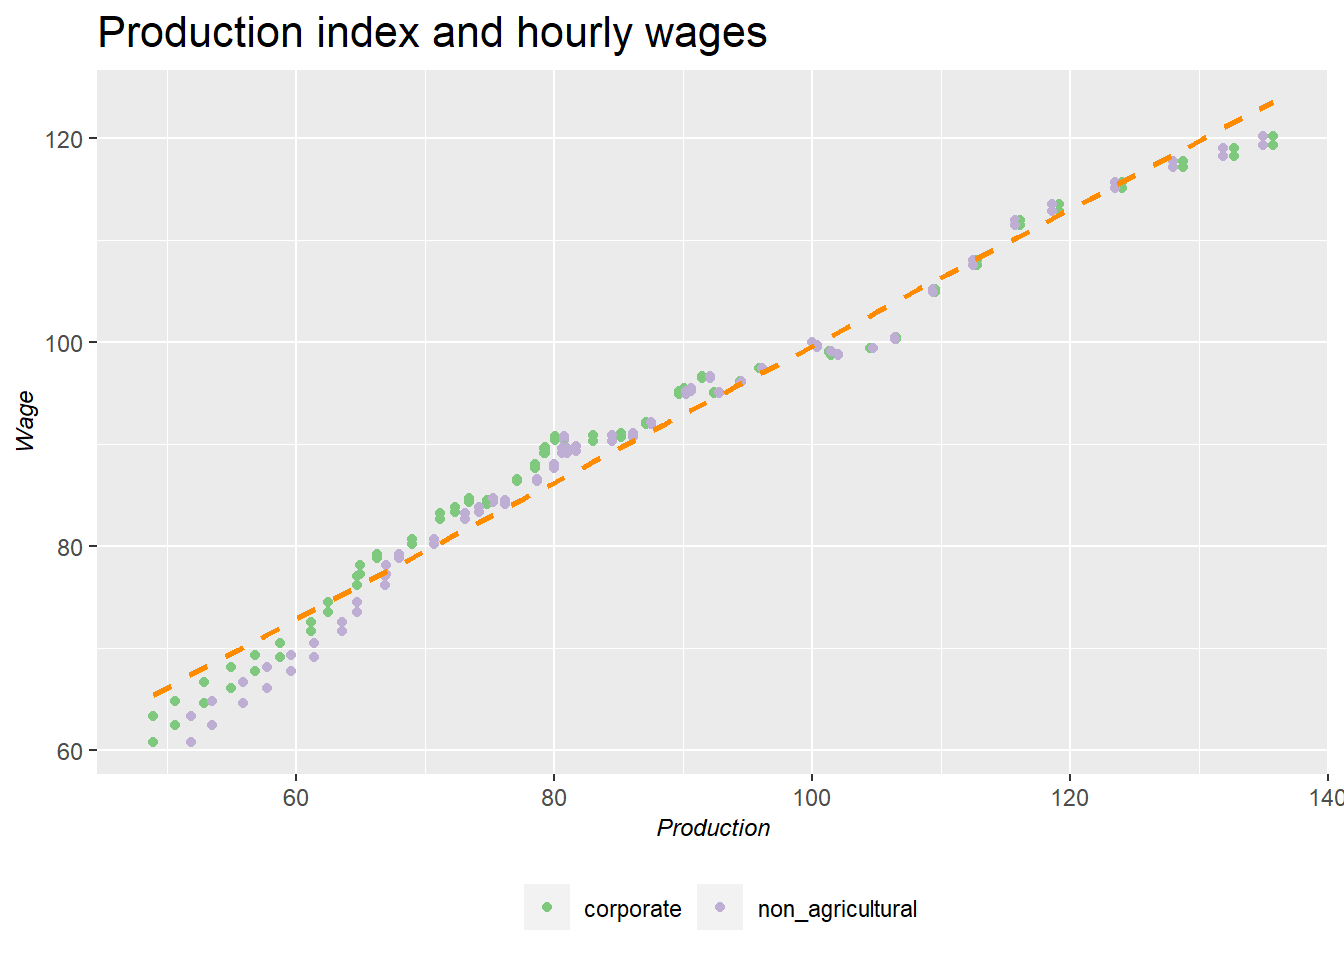 Production index and hourly wages
120
100
80
60
Wage
60 80 100 120 140
Production
corporate non_agricultural